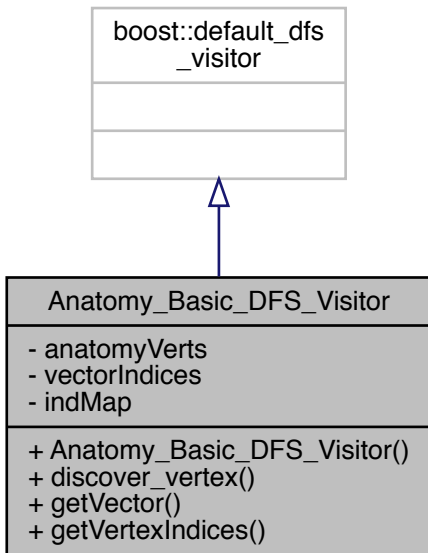 boost::default_dfs
_visitor
Anatomy_Basic_DFS_Visitor
- anatomyVerts
- vectorIndices
- indMap
+ Anatomy_Basic_DFS_Visitor()
+ discover_vertex()
+ getVector()
+ getVertexIndices()